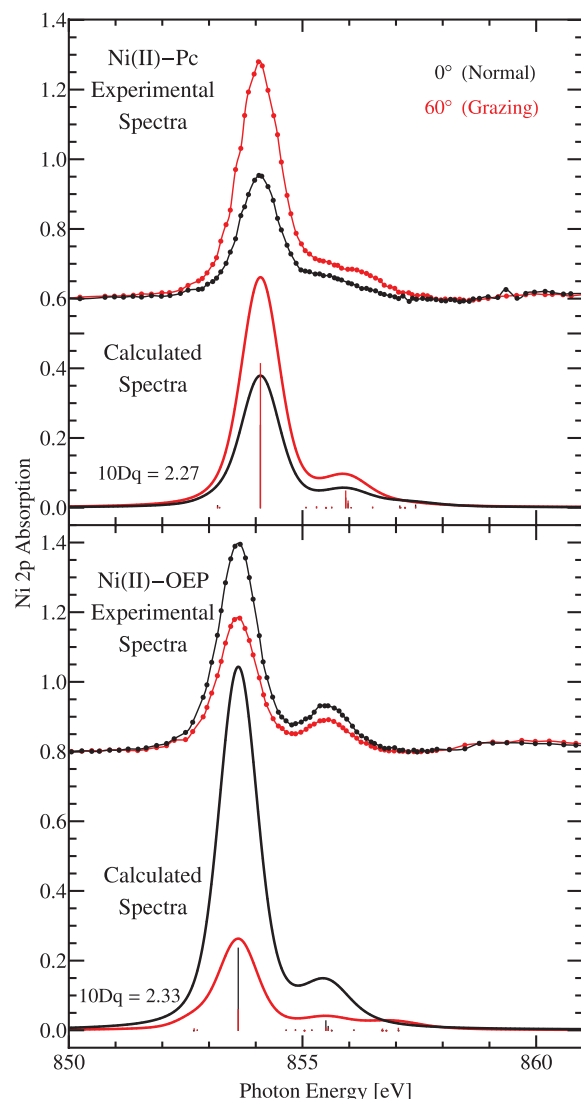 1.4
Ni(II)−Pc
Experimental
Spectra
0° (Normal)
60° (Grazing)
1.2
1.0
0.8
0.6
Calculated
Spectra
0.4
0.2
10Dq = 2.27
0.0
Ni 2p Absorption
1.4
Ni(II)−OEP
Experimental
Spectra
1.2
1.0
0.8
0.6
Calculated
Spectra
0.4
0.2
10Dq = 2.33
0.0
850
855
860
Photon Energy [eV]